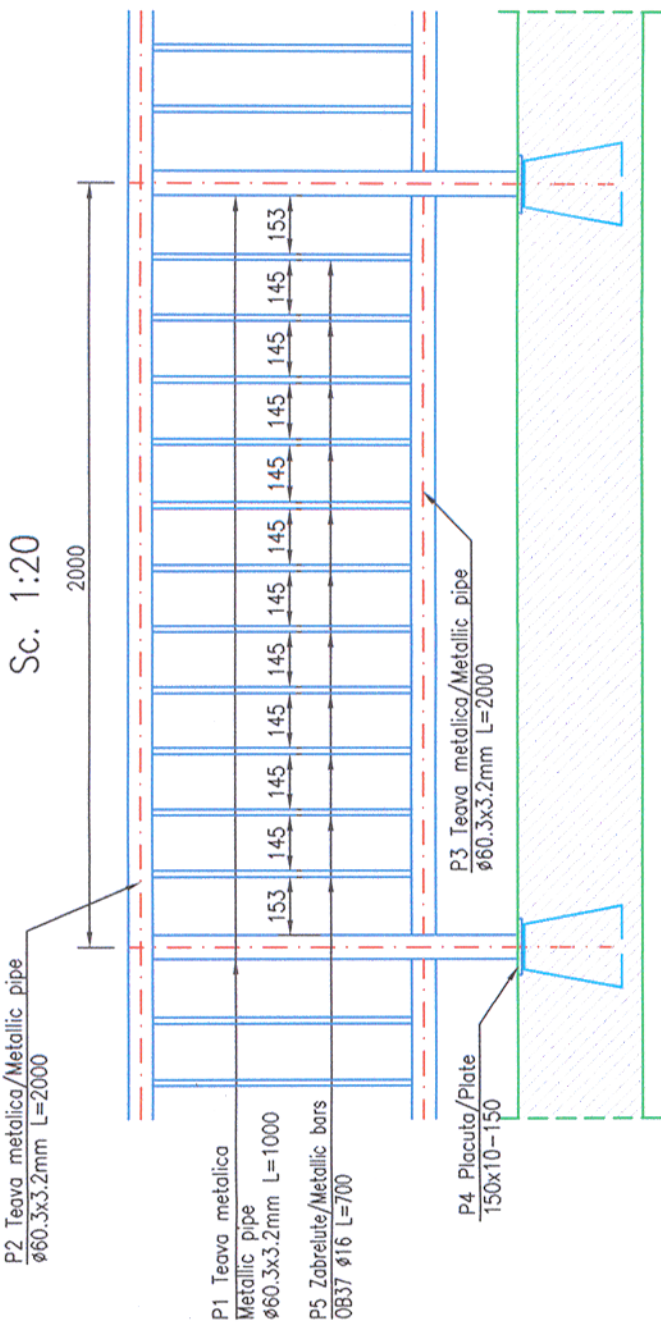 Sc. 1:20
P2 Teava metalica/Metallic pipe
ø60.3x3.2mm L=2000
2000
P1 Teava metalica
Metallic pipe
ø60.3x3.2mm L=1000
153 145 145 145 145 145 145 145 145 145 145 153
P5 Zabrelute/Metallic bars
OB37 ø16 L=700
P3 Teava metalica/Metallic pipe
ø60.3x3.2mm L=2000
P4 Placuta/Plate
150x10-150